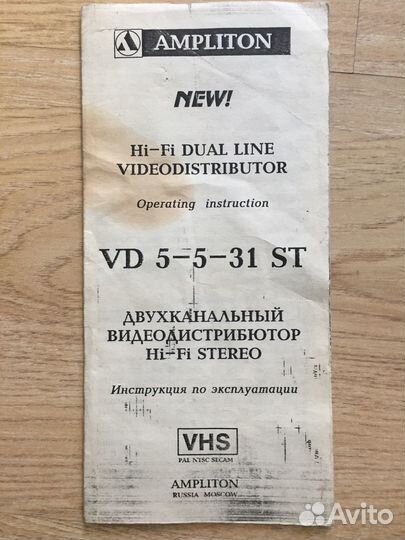 AMPLITON
NEW!
Hi-Fi DUAL LINE
VIDEODISTRIBUTOR
Operating instruction
VD 5-5-31 ST
ДВУХКАНАЛЬНЫЙ
ВИДЕОДИСТРИБЮТОР
Hi-Fi STEREO
Инструкция по эксплуатации
VHS
PAL NTSC SECAM
AMPLITON
RUSSIA MOSCOW
Avito